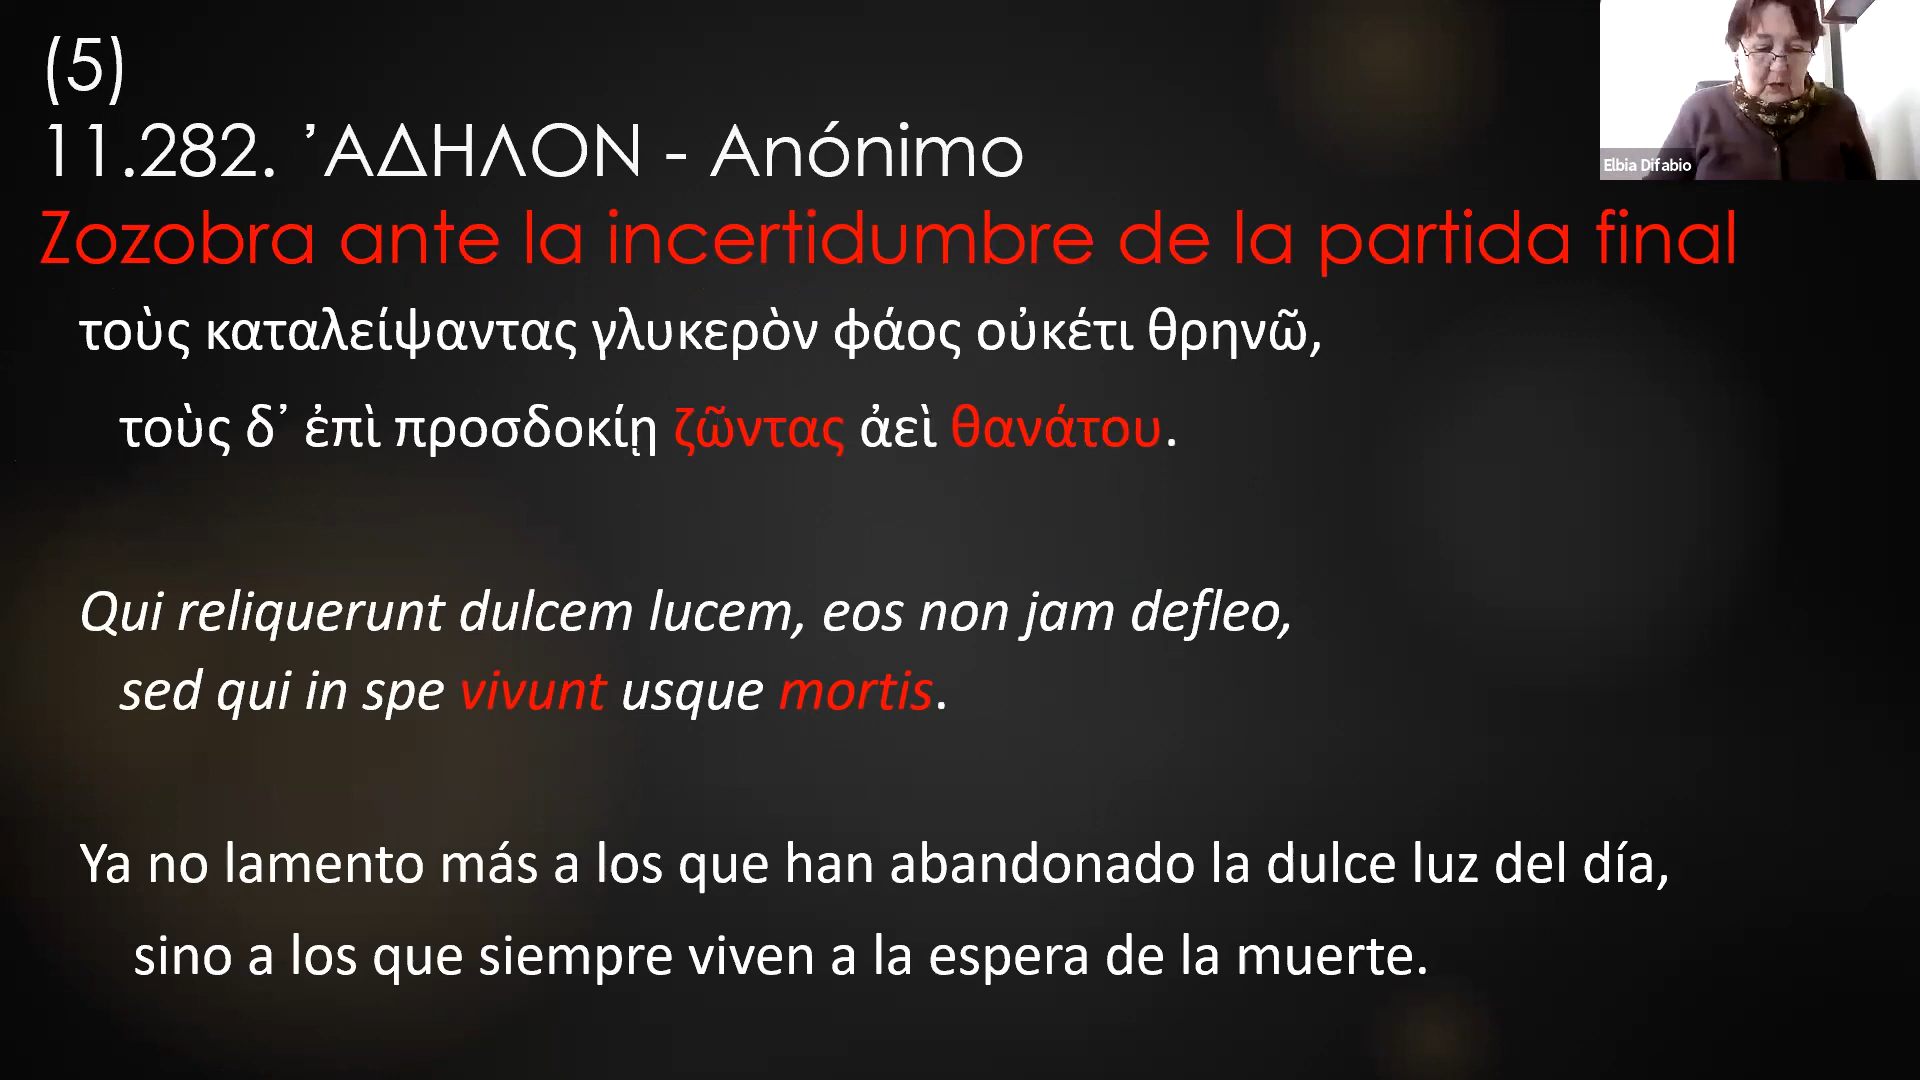 (5)
11.282. ᾿ΑΔΗΛΟΝ - Anónimo
Zozobra ante la incertidumbre de la partida final
τοὺς καταλείψαντας γλυκερὸν φάος οὐκέτι θρηνῶ,
τοὺς δ᾿ ἐπὶ προσδοκίῃ ζῶντας ἀεὶ θανάτου.
Qui reliquerunt dulcem lucem, eos non jam defleo,
sed qui in spe vivunt usque mortis.
Ya no lamento más a los que han abandonado la dulce luz del día,
sino a los que siempre viven a la espera de la muerte.
Elbia Difabio